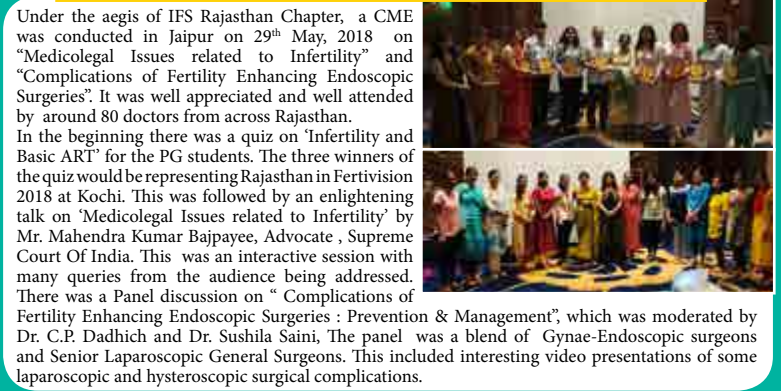 Under the aegis of IFS Rajasthan Chapter, a CME
was conducted in Jaipur on 29th May, 2018 on
“Medicolegal Issues related to Infertility” and
“Complications of Fertility Enhancing Endoscopic
Surgeries”. It was well appreciated and well attended
by around 80 doctors from across Rajasthan.
In the beginning there was a quiz on ‘Infertility and
Basic ART’ for the PG students. The three winners of
the quiz would be representing Rajasthan in Fertivision
2018 at Kochi. This was followed by an enlightening
talk on ‘Medicolegal Issues related to Infertility’ by
Mr. Mahendra Kumar Bajpayee, Advocate , Supreme
Court Of India. This was an interactive session with
many queries from the audience being addressed.
There was a Panel discussion on “ Complications of
Fertility Enhancing Endoscopic Surgeries : Prevention & Management”, which was moderated by
Dr. C.P. Dadhich and Dr. Sushila Saini, The panel was a blend of Gynae-Endoscopic surgeons
and Senior Laparoscopic General Surgeons. This included interesting video presentations of some
laparoscopic and hysteroscopic surgical complications.